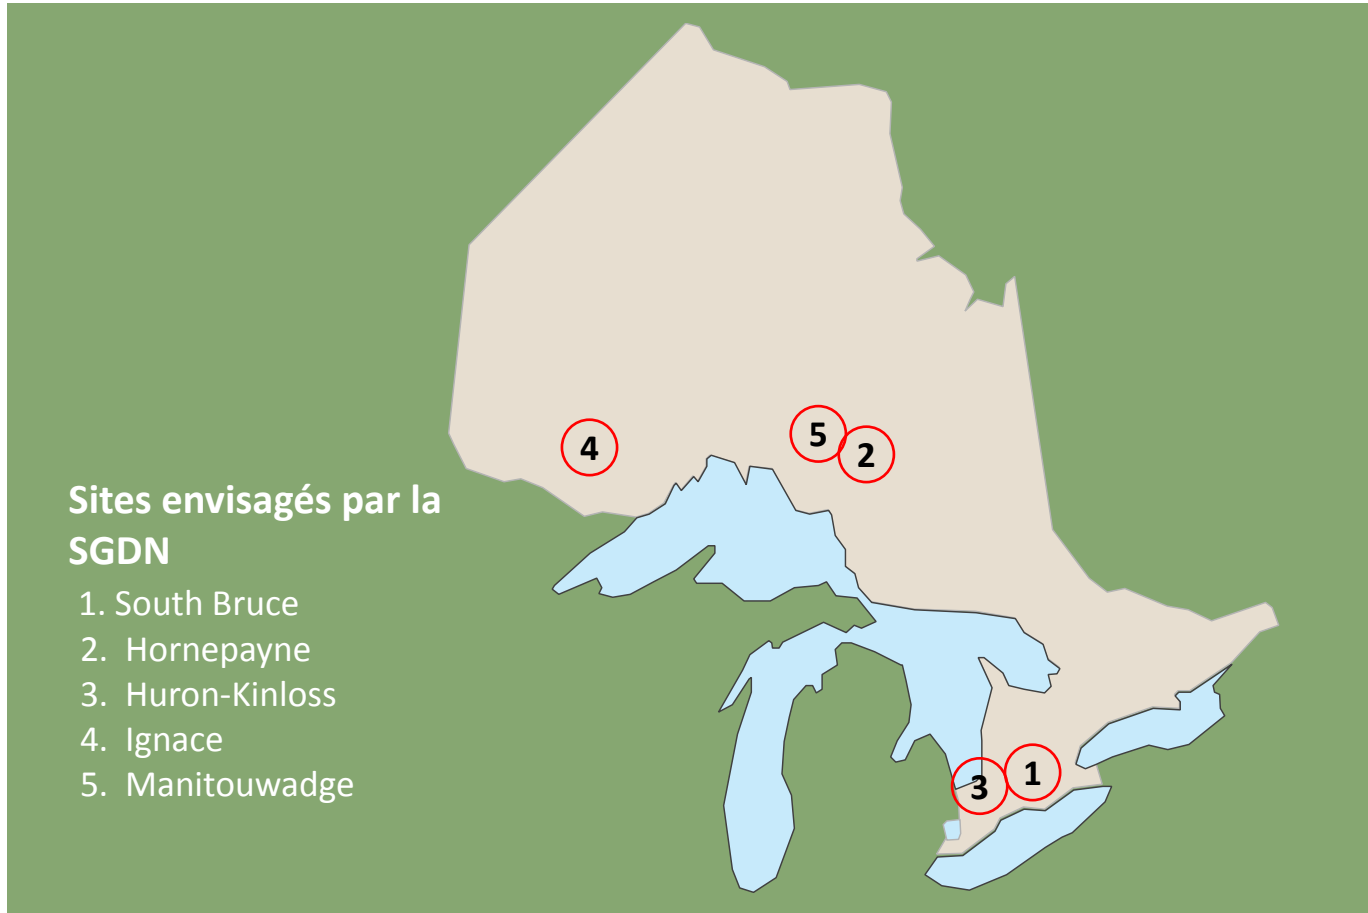 4
5
2
Sites envisagés par la
SGDN
1. South Bruce
2. Hornepayne
3. Huron-Kinloss
4. Ignace
5. Manitouwadge
3
1